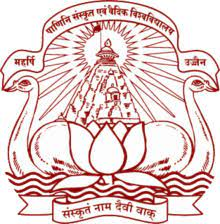 महर्षि पाणिनि संस्कृत एवं वैदिक विश्वविद्यालय उज्जैन
संस्कृतं नाम दैवी वाक्